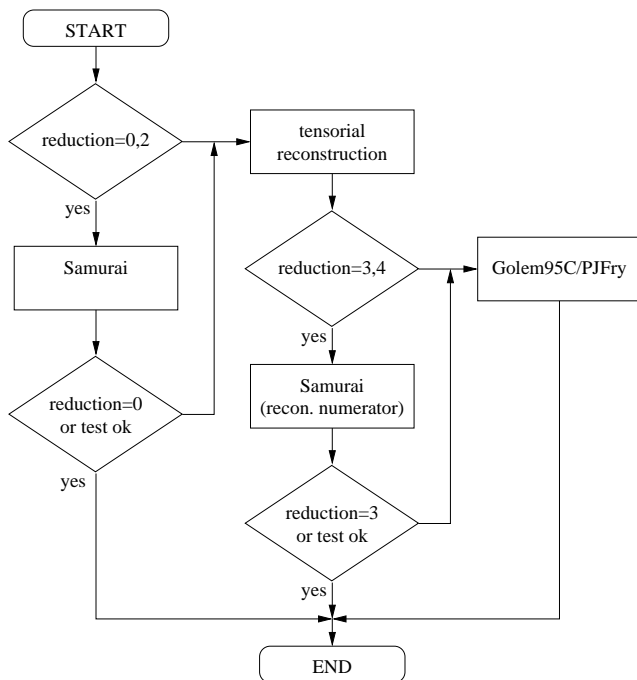 START
reduction=0,2
yes
Samurai
reduction=0
or test ok
yes
tensorial
reconstruction
reduction=3,4
yes
Samurai
(recon. numerator)
reduction=3
or test ok
yes
Golem95C/PJFry
END